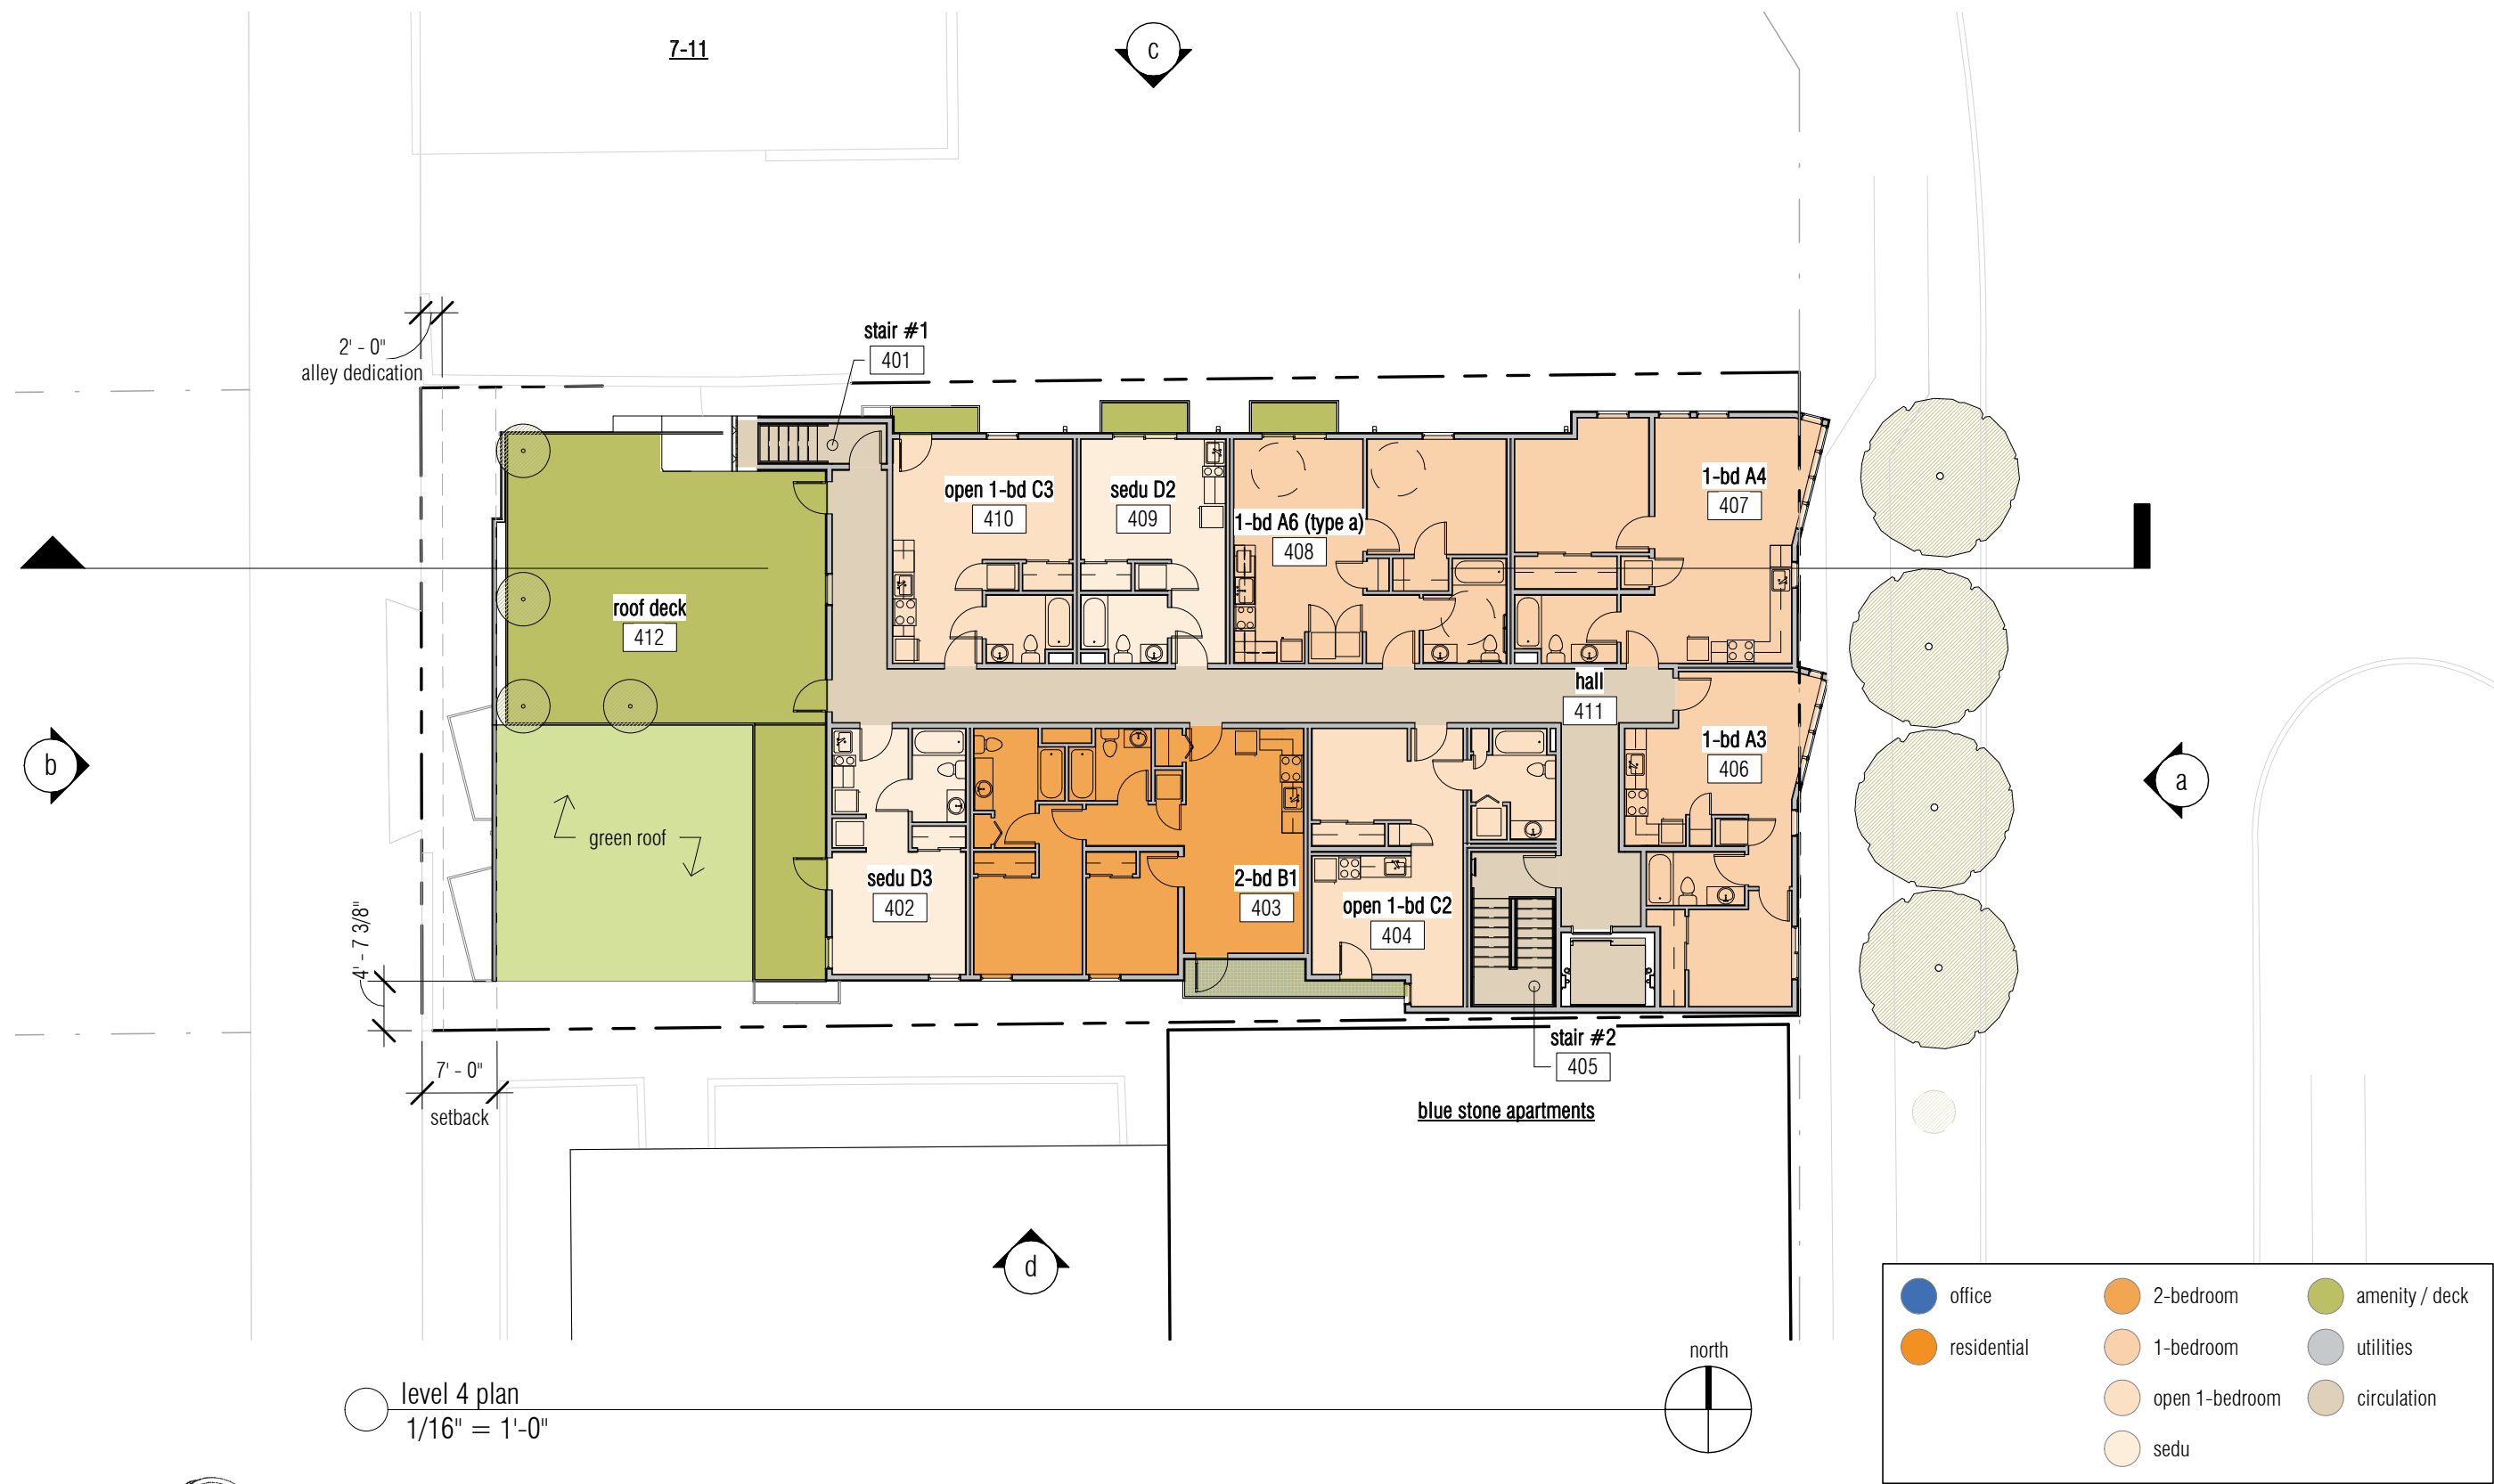 7-11
c
2' - 0"
alley dedication
stair #1
401
open 1-bd C3
410
sedu D2
409
1-bd A6 (type a)
408
1-bd A4
407
roof deck
412
hall
411
1-bd A3
406
b
a
green roof
sedu D3
402
2-bd B1
403
open 1-bd C2
404
4' - 7 3/8"
stair #2
405
7' - 0"
setback
blue stone apartments
d
office
residential
2-bedroom
1-bedroom
open 1-bedroom
sedu
amenity / deck
utilities
circulation
north
level 4 plan
1/16" = 1'-0"